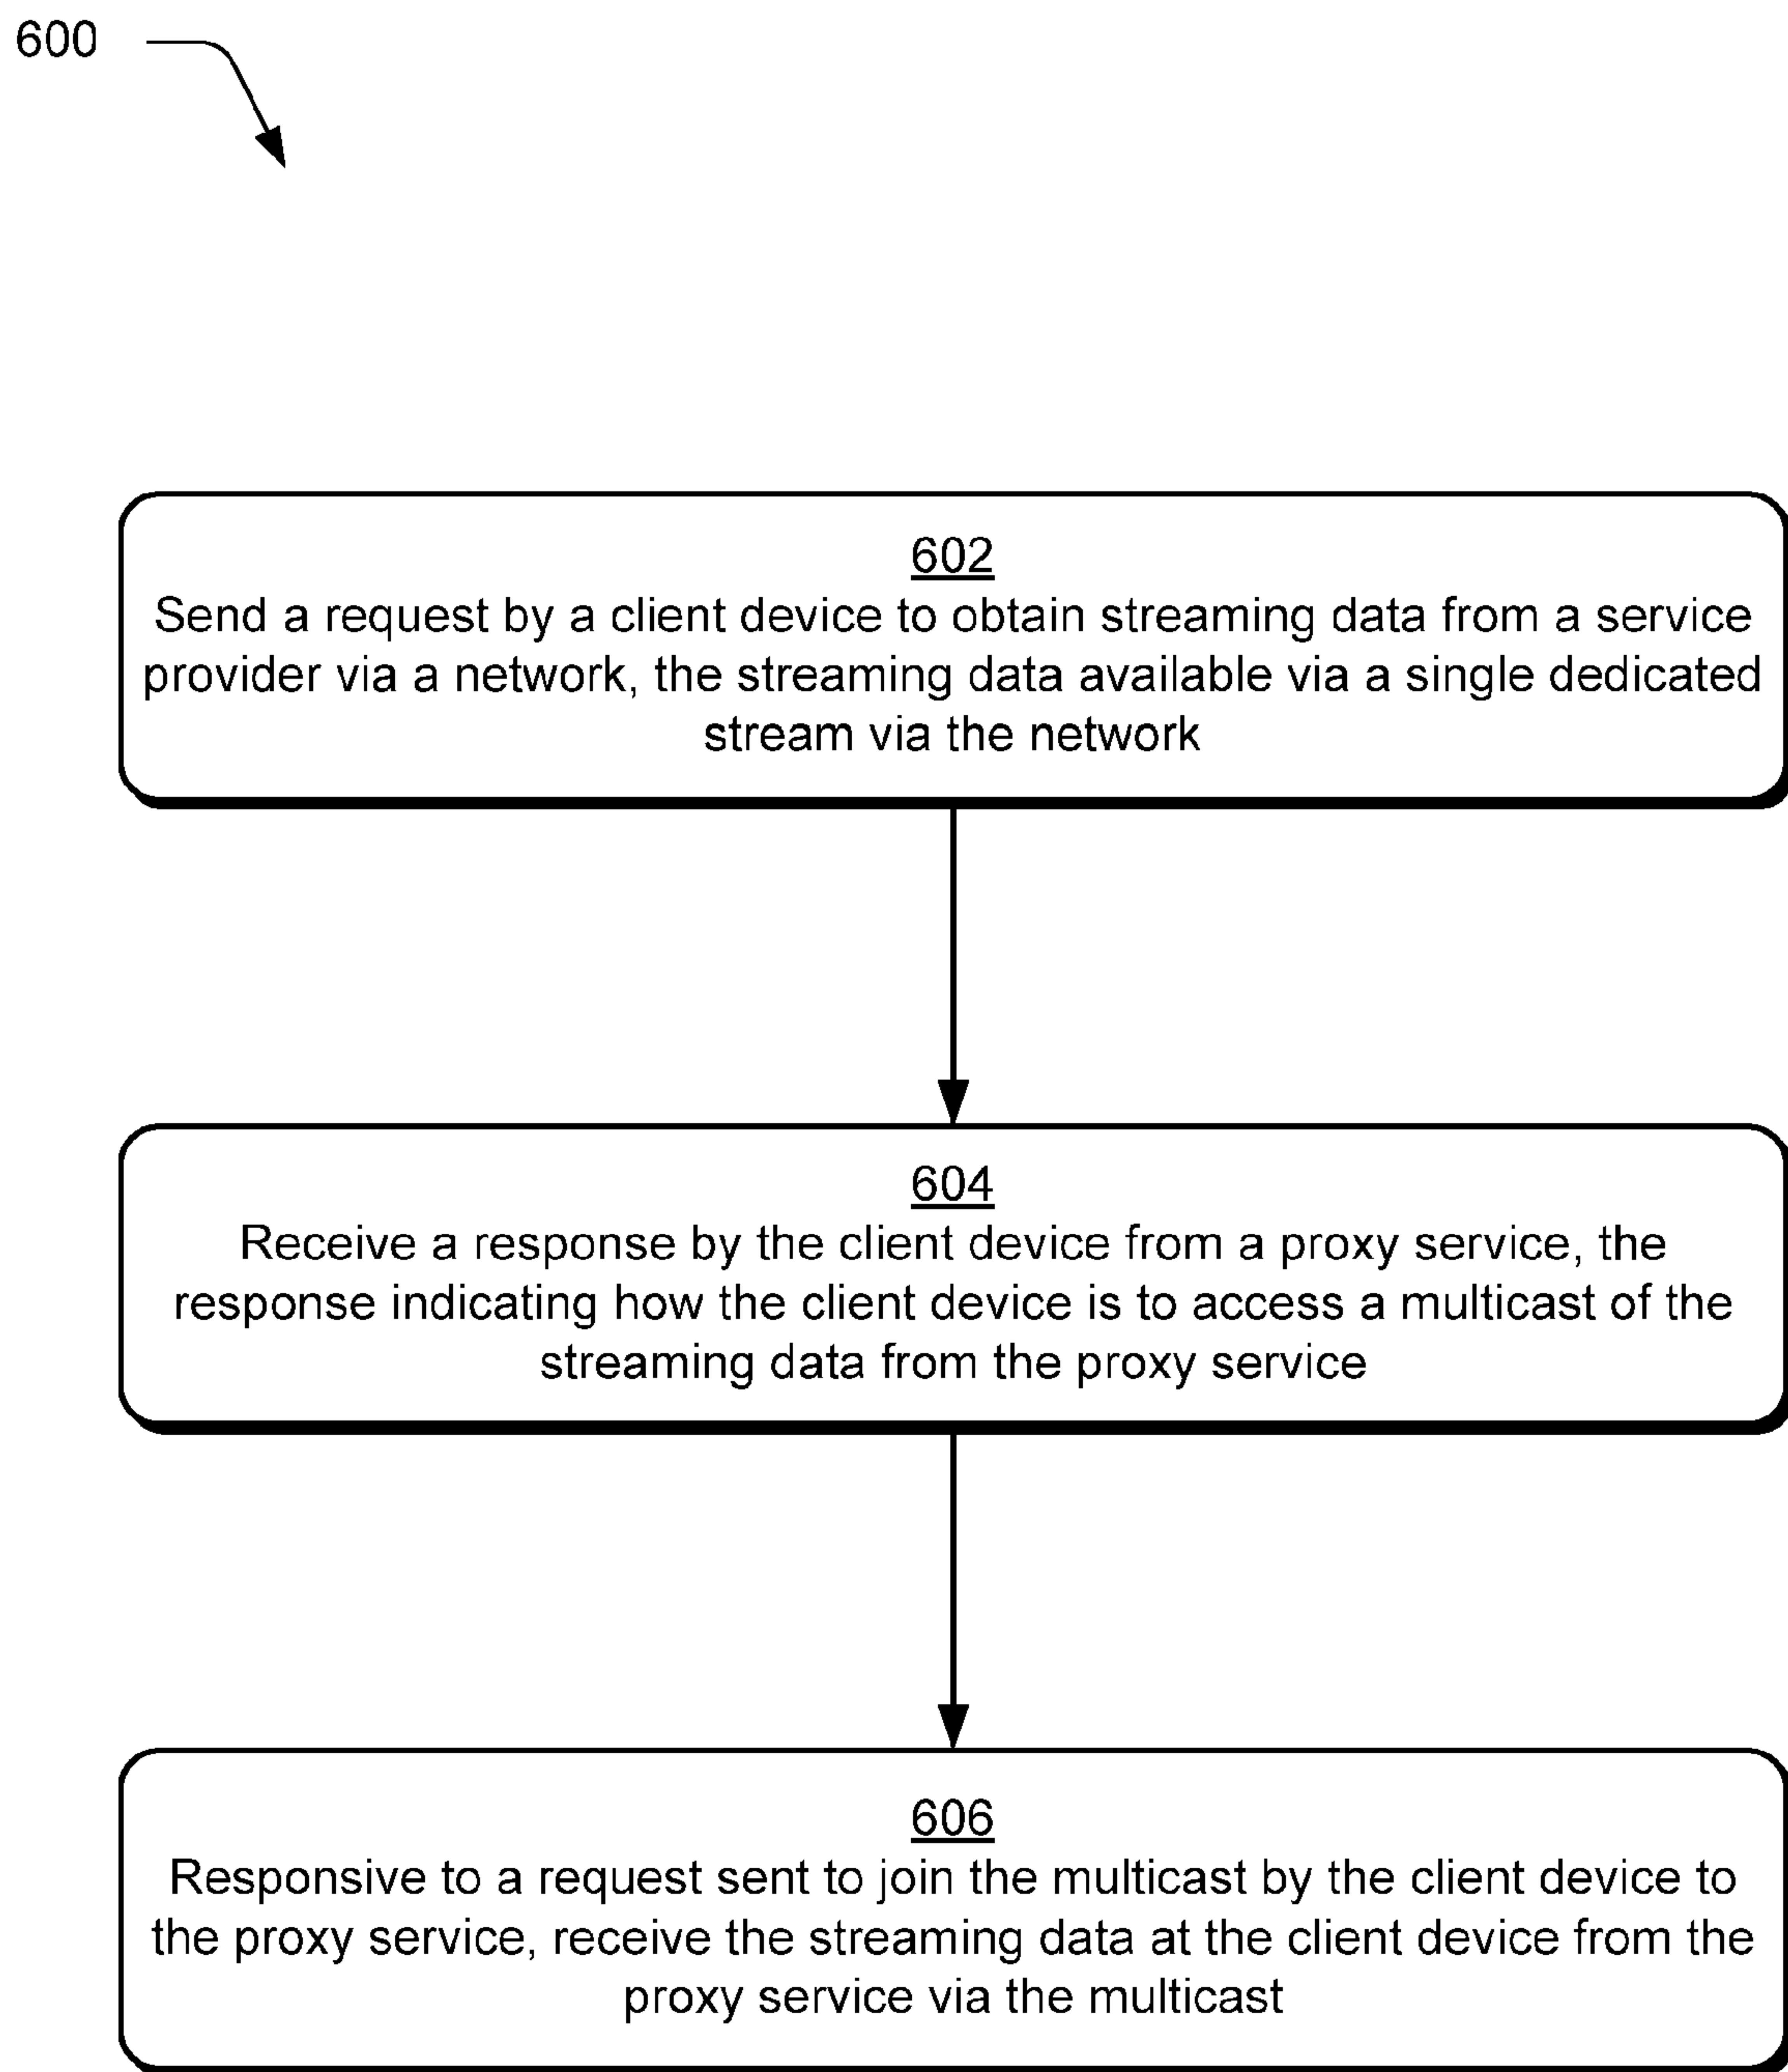 600
602
Send a request by a client device to obtain streaming data from a service
provider via a network, the streaming data available via a single dedicated
stream via the network
604
Receive a response by the client device from a proxy service, the
response indicating how the client device is to access a multicast of the
streaming data from the proxy service
606
Responsive to a request sent to join the multicast by the client device to
the proxy service, receive the streaming data at the client device from the
proxy service via the multicast